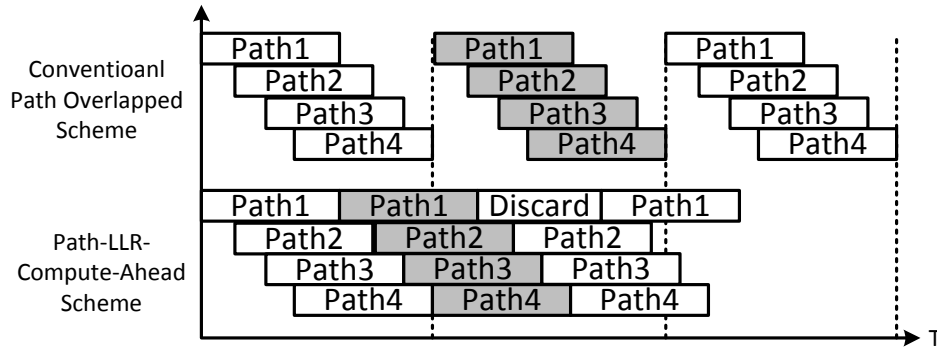 Conventioanl
Path Overlapped
Scheme
Path1 Path1 Path1
Path2 Path2 Path2
Path3 Path3 Path3
Path4 Path4 Path4
Path-LLR-
Compute-Ahead
Scheme
Path1 Path1 Discard Path1
Path2 Path2 Path2
Path3 Path3 Path3
Path4 Path4 Path4
T